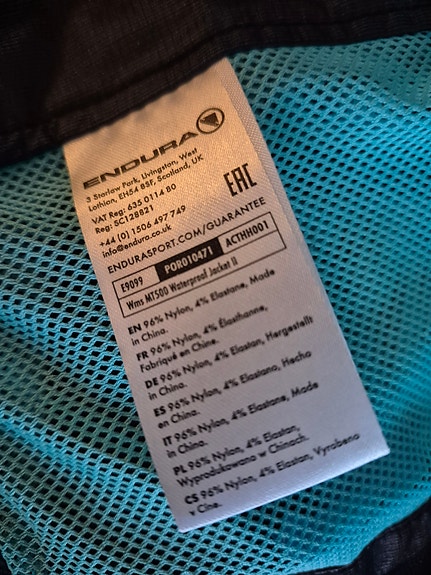 ENDURA
3 Starlaw Park, Livingston, West
Lothian, EH54 8SF, Scotland, UK
VAT Reg: 635 0114 80
Reg: SC128821
EAC
+44 (0) 1506 497 749
info@endura.co.uk
ENDURASPORT.COM/GUARANTEE
E9099 POR010471 ACTHH001
Wms MT500 Waterproof Jacket II
EN 96% Nylon, 4% Elastane, Made
in China.
FR 96% Nylon, 4% Elasthanne,
Fabriqué en Chine.
DE 96% Nylon, 4% Elastan, Hergestellt
in China.
ES 96% Nylon, 4% Elastano, Hecho
en China.
IT 96% Nylon, 4% Elastane, Made
in China.
PL 96% Nylon, 4% Elastan,
Wyprodukowano w Chinach.
CS 96% Nylon, 4% Elastan, Vyrobeno
v Číně.